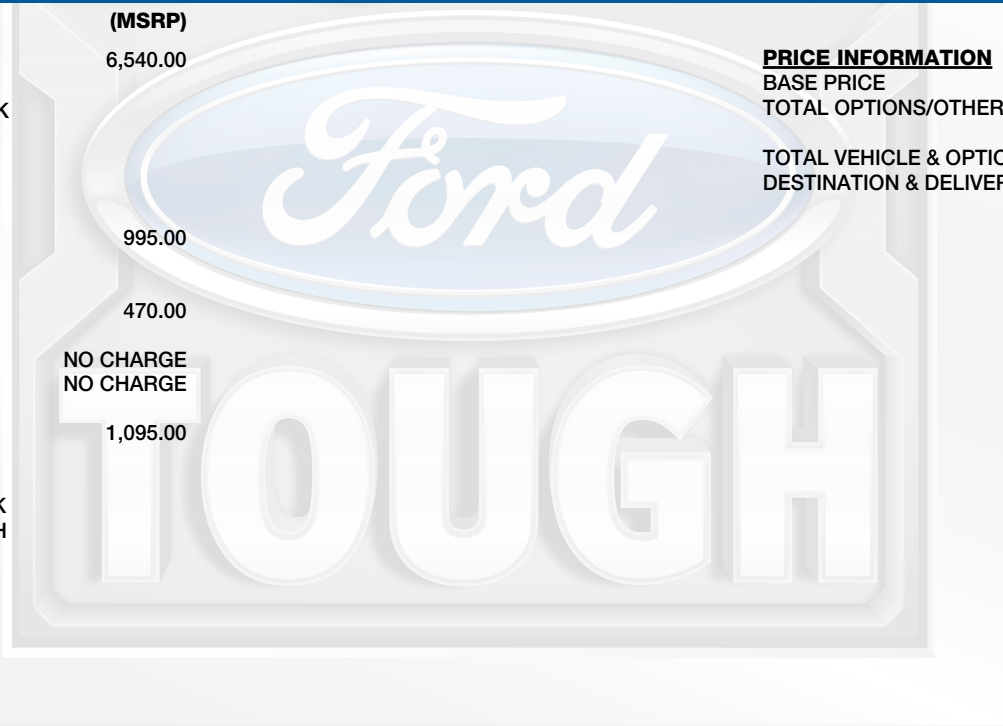 (MSRP)
6,540.00
K
995.00
470.00
NO CHARGE
NO CHARGE
1,095.00
K
H
PRICE INFORMATION
BASE PRICE
TOTAL OPTIONS/OTHER
TOTAL VEHICLE & OPTIO
DESTINATION & DELIVER
Ford
TOUGH